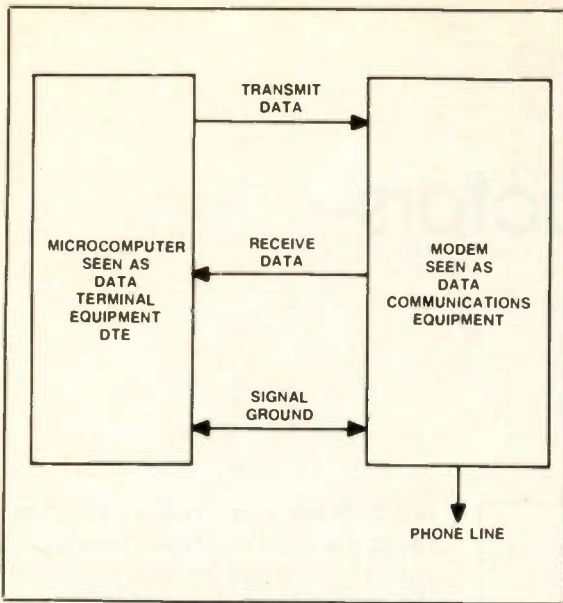 TRANSMIT
DATA
MICROCOMPUTER
SEEN AS
DATA
TERMINAL
EQUIPMENT
DTE
RECEIVE
DATA
MODEM
SEEN AS
DATA
COMMUNICATIONS
EQUIPMENT
SIGNAL
GROUND
PHONE LINE